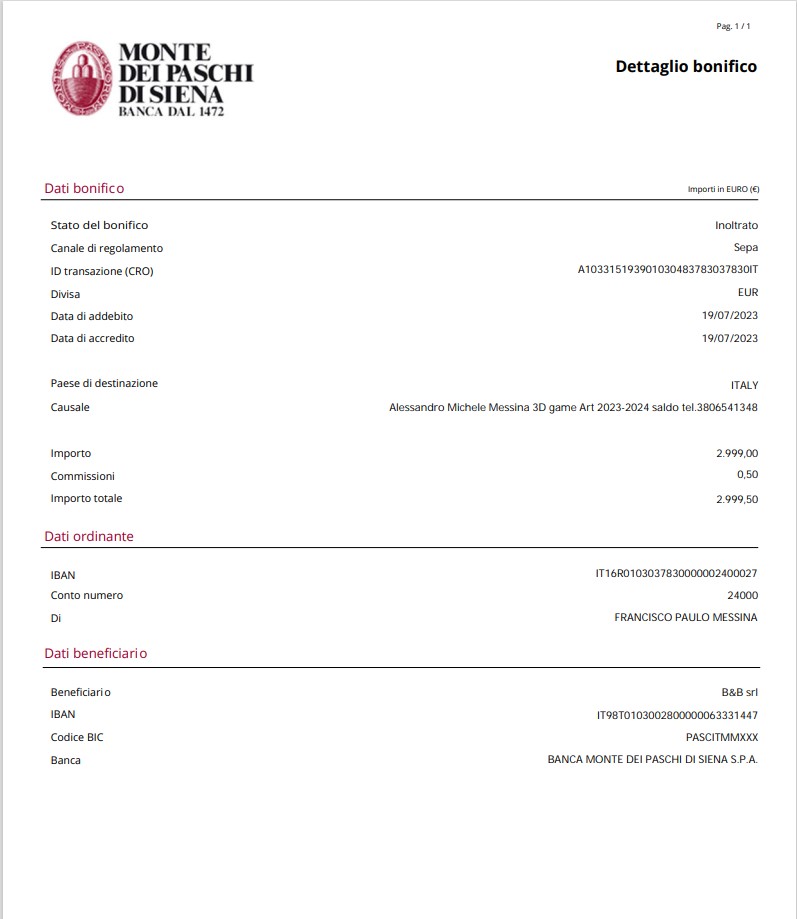 Pag. 1 / 1
MONTE
DEI PASCHI
DI SIENA
BANCA DAL 1472
Dettaglio bonifico
Dati bonifico Importi in EURO (€)
Stato del bonifico Inoltrato
Canale di regolamento Sepa
ID transazione (CRO) A103315193901030483783037830IT
Divisa EUR
Data di addebito 19/07/2023
Data di accredito 19/07/2023
Paese di destinazione ITALY
Causale Alessandro Michele Messina 3D game Art 2023-2024 saldo tel.3806541348
Importo 2.999,00
Commissioni 0,50
Importo totale 2.999,50
Dati ordinante
IBAN IT16R0103037830000002400027
Conto numero 24000
Di FRANCISCO PAULO MESSINA
Dati beneficiario
Beneficiario B&B srl
IBAN IT98T0103002800000063331447
Codice BIC PASCITMMXXX
Banca BANCA MONTE DEI PASCHI DI SIENA S.P.A.